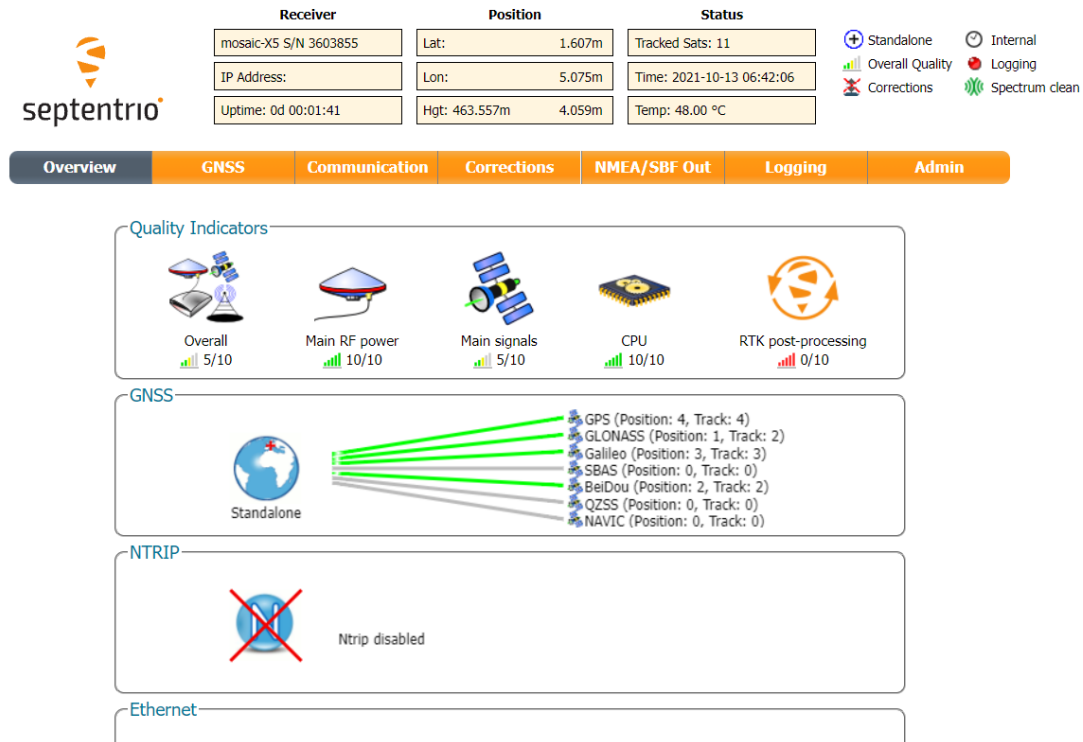 septentrio
Receiver
mosaic-X5 S/N 3603855
IP Address:
Uptime: 0d 00:01:41
Position
Lat: 1.607m
Lon: 5.075m
Hgt: 463.557m 4.059m
Status
Tracked Sats: 11
Time: 2021-10-13 06:42:06
Temp: 48.00 °C
Standalone
Internal
Overall Quality
Logging
Corrections
Spectrum clean
Overview
GNSS
Communication
Corrections
NMEA/SBF Out
Logging
Admin
Quality Indicators
Overall
5/10
Main RF power
10/10
Main signals
5/10
CPU
10/10
RTK post-processing
0/10
GNSS
Standalone
GPS (Position: 4, Track: 4)
GLONASS (Position: 1, Track: 2)
Galileo (Position: 3, Track: 3)
SBAS (Position: 0, Track: 0)
BeiDou (Position: 2, Track: 2)
QZSS (Position: 0, Track: 0)
NAVIC (Position: 0, Track: 0)
NTRIP
N
Ntrip disabled
Ethernet